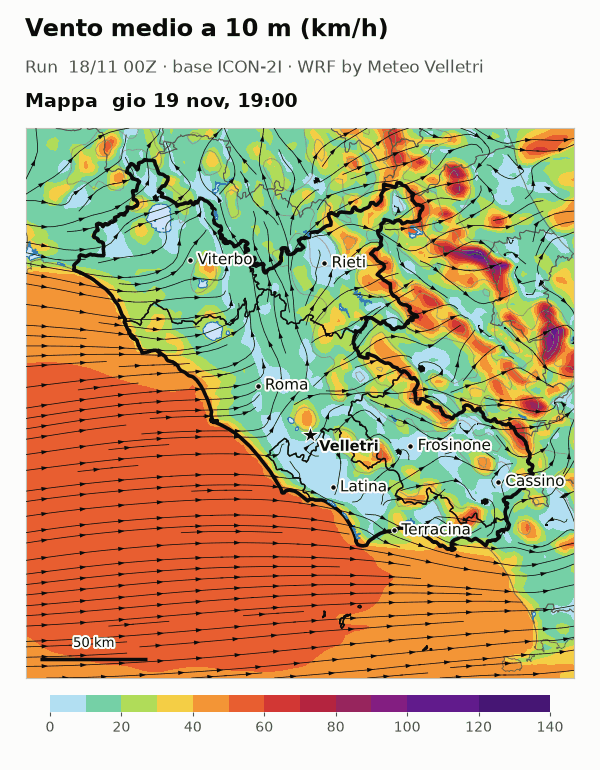 Vento medio a 10 m (km/h)
Run 18/11 00Z · base ICON-2I · WRF by Meteo Velletri
Mappa gio 19 nov, 19:00
Viterbo
Rieti
Roma
Velletri
Frosinone
Cassino
Latina
Terracina
50 km
0 20 40 60 80 100 120 140